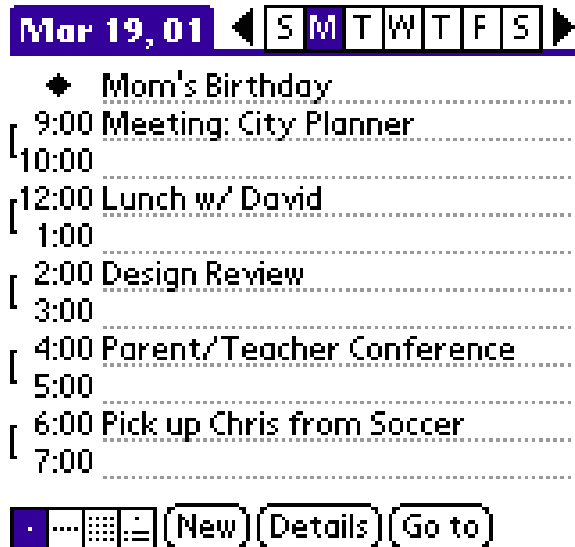 Mar 19, 01 S M T W T F S
Mom's Birthday
9:00 Meeting: City Planner
10:00
12:00 Lunch w/ David
1:00
2:00 Design Review
3:00
4:00 Parent/Teacher Conference
5:00
6:00 Pick up Chris from Soccer
7:00
New Details Go to